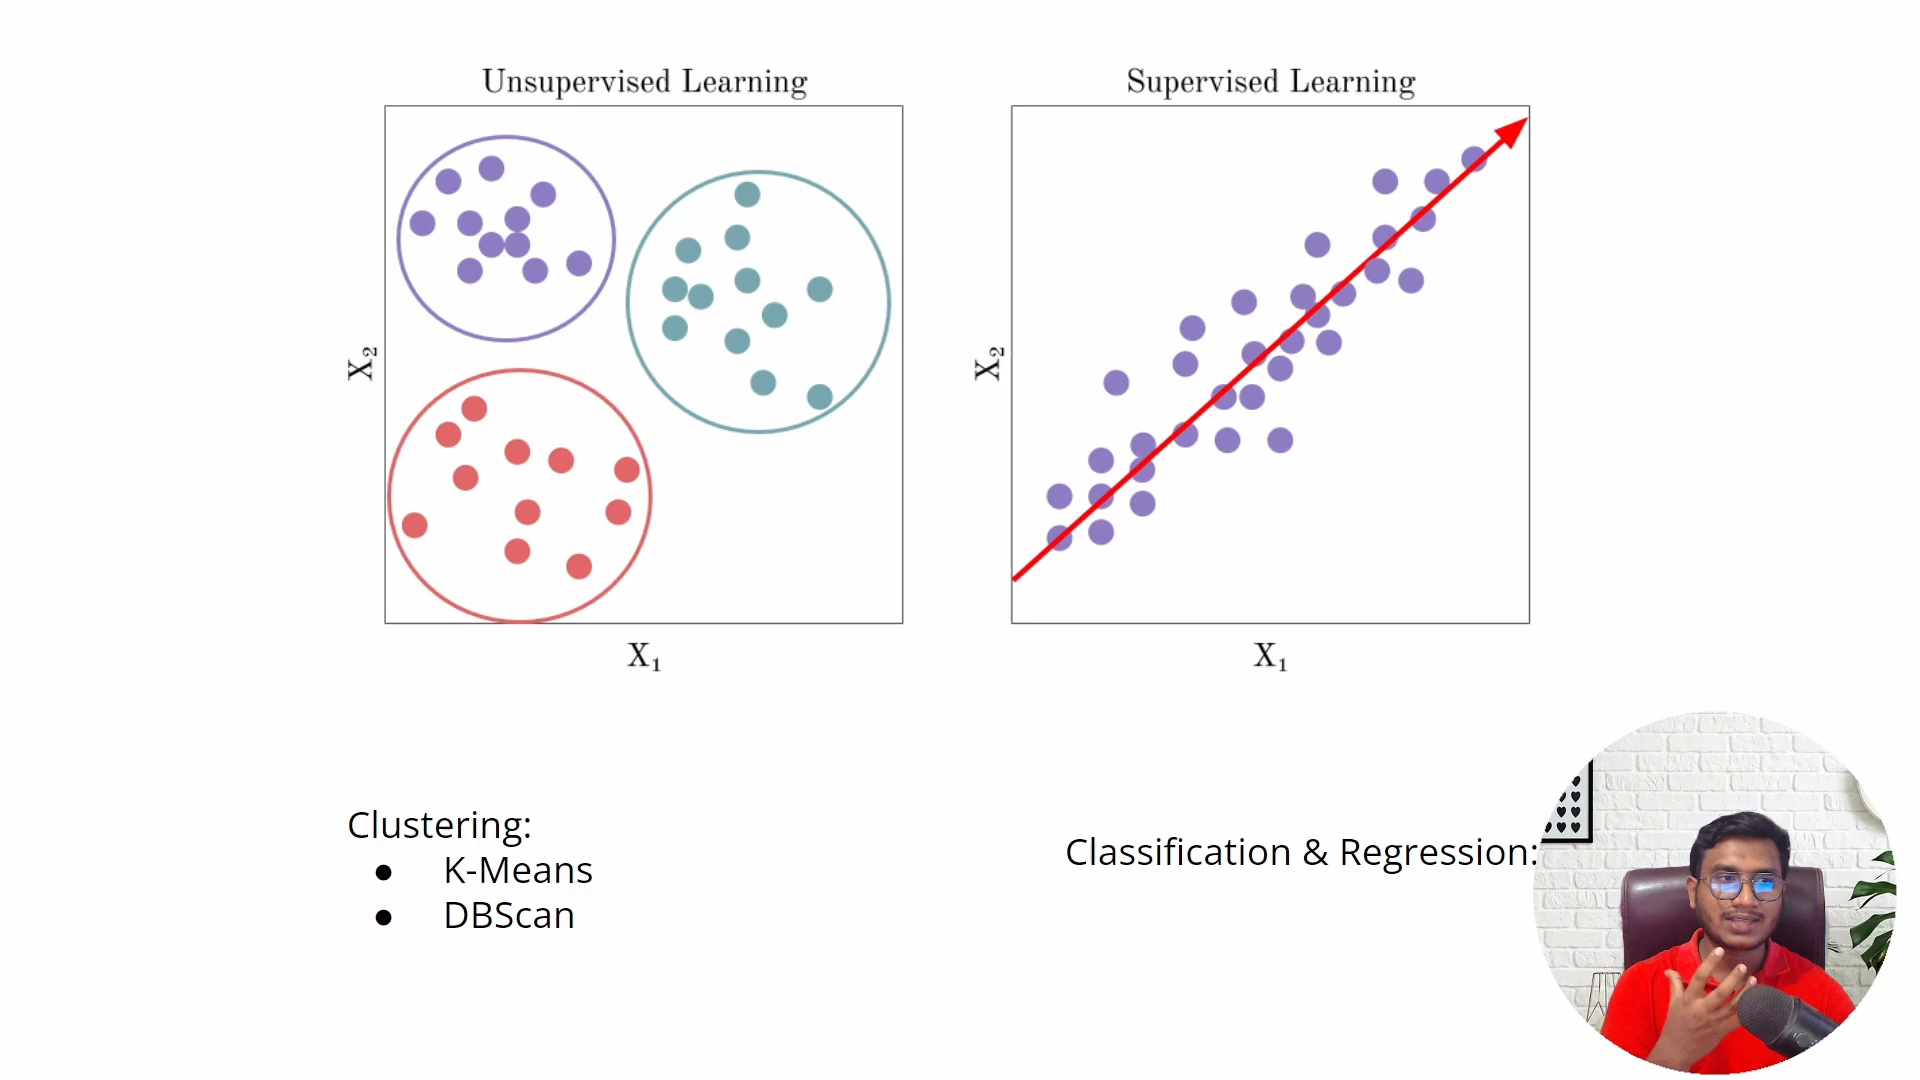 Unsupervised Learning
X₂
X₁
Supervised Learning
X₂
X₁
Clustering:
● K-Means
● DBScan
Classification & Regression: